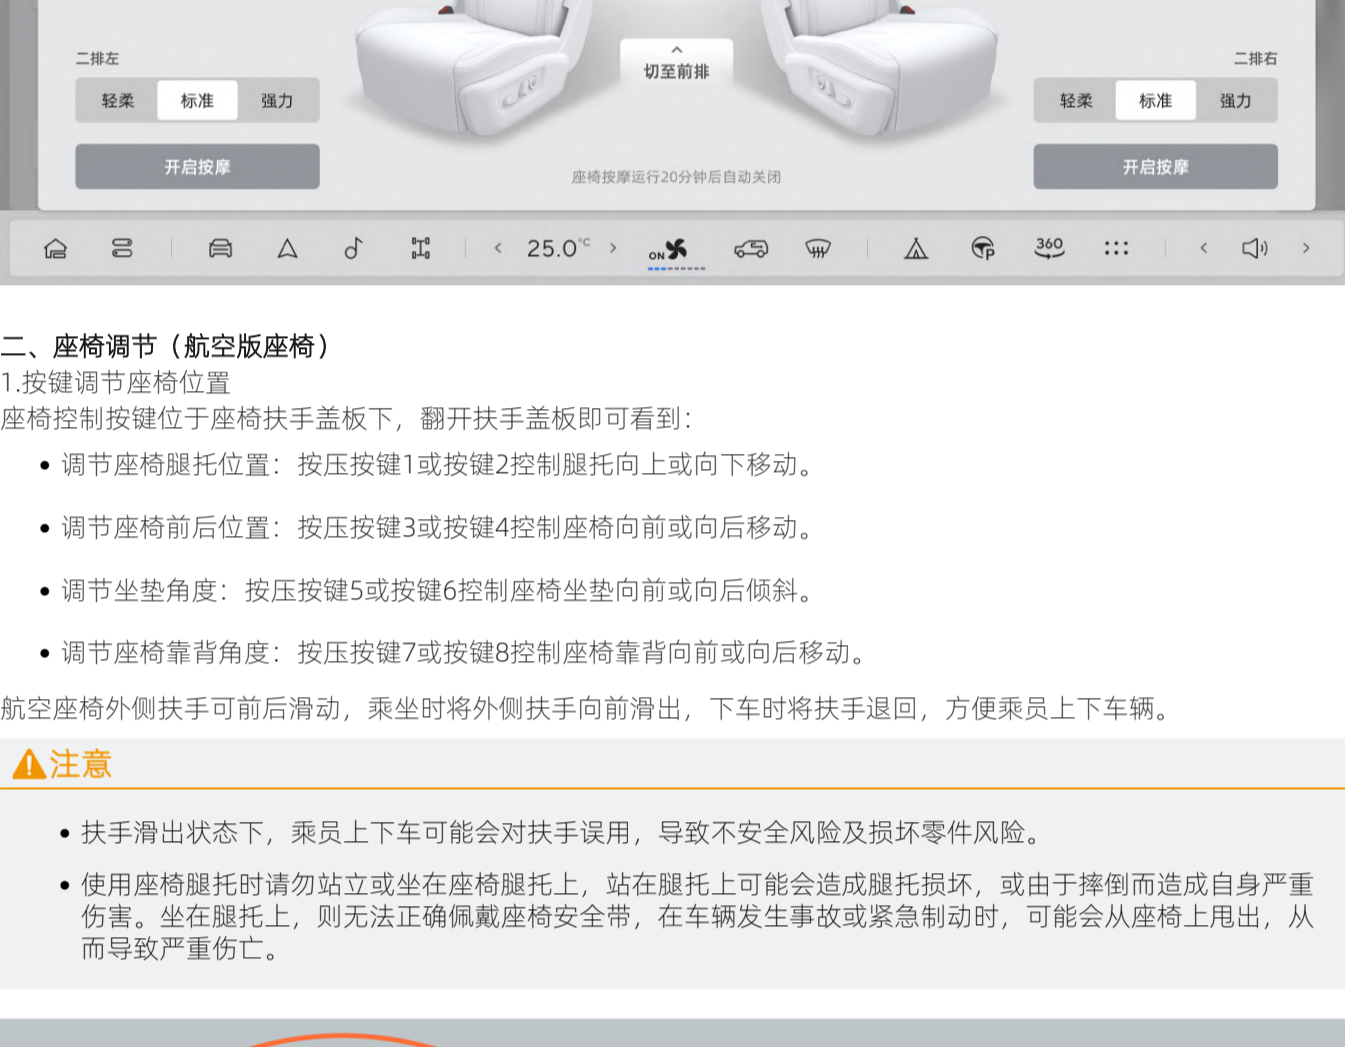 二排左
二排右
切至前排
轻柔 标准 强力
轻柔 标准 强力
开启按摩
开启按摩
座椅按摩运行20分钟后自动关闭
25.0°C
ON
360
P
二、座椅调节（航空版座椅）
1.按键调节座椅位置
座椅控制按键位于座椅扶手盖板下，翻开扶手盖板即可看到：
• 调节座椅腿托位置：按压按键1或按键2控制腿托向上或向下移动。
• 调节座椅前后位置：按压按键3或按键4控制座椅向前或向后移动。
• 调节坐垫角度：按压按键5或按键6控制座椅坐垫向前或向后倾斜。
• 调节座椅靠背角度：按压按键7或按键8控制座椅靠背向前或向后移动。
航空座椅外侧扶手可前后滑动，乘坐时将外侧扶手向前滑出，下车时将扶手退回，方便乘员上下车辆。
注意
• 扶手滑出状态下，乘员上下车可能会对扶手误用，导致不安全风险及损坏零件风险。
• 使用座椅腿托时请勿站立或坐在座椅腿托上，站在腿托上可能会造成腿托损坏，或由于摔倒而造成自身严重
伤害。坐在腿托上，则无法正确佩戴座椅安全带，在车辆发生事故或紧急制动时，可能会从座椅上甩出，从
而导致严重伤亡。